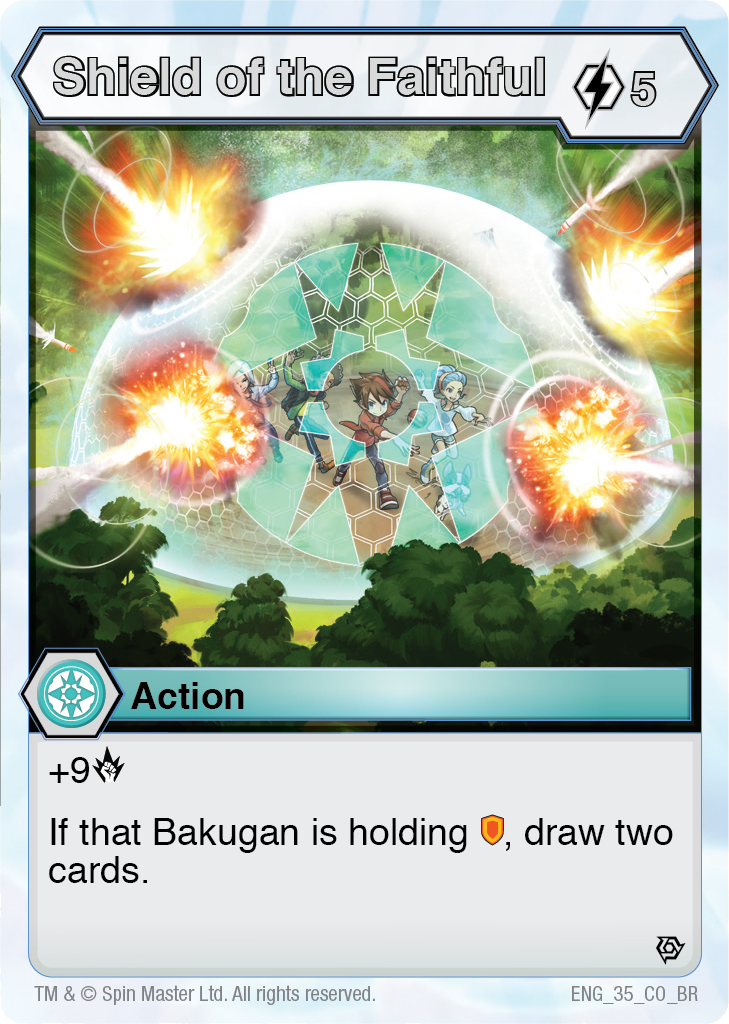 Shield of the Faithful 5
Action
+9
If that Bakugan is holding , draw two
cards.
TM & © Spin Master Ltd. All rights reserved. ENG_35_CO_BR